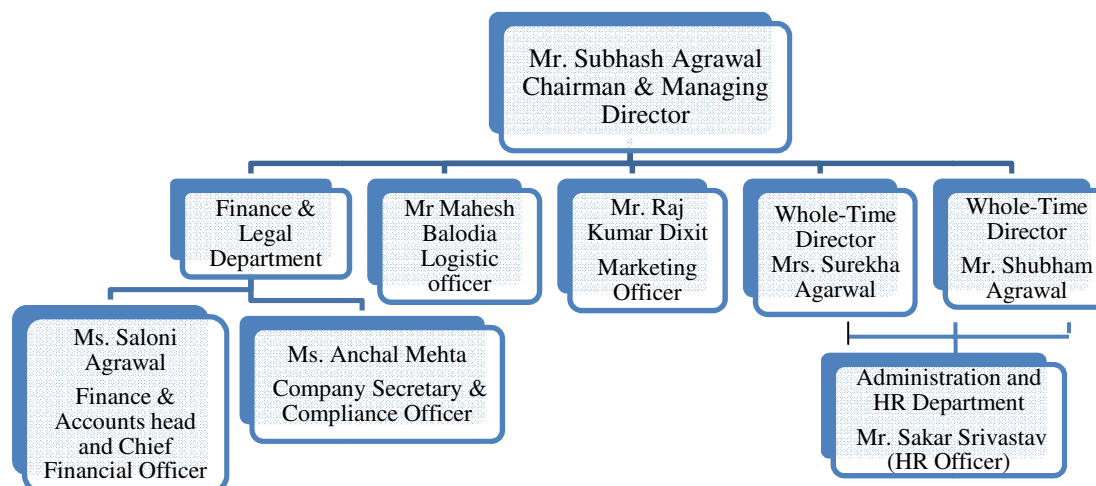 Mr. Subhash Agrawal
Chairman & Managing
Director
Finance &
Legal
Department
Mr Mahesh
Balodia
Logistic
officer
Mr. Raj
Kumar Dixit
Marketing
Officer
Whole-Time
Director
Mrs. Surekha
Agarwal
Whole-Time
Director
Mr. Shubham
Agrawal
Ms. Saloni
Agrawal
Finance &
Accounts head
and Chief
Financial Officer
Ms. Anchal Mehta
Company Secretary &
Compliance Officer
Administration and
HR Department
Mr. Sakar Srivastav
(HR Officer)